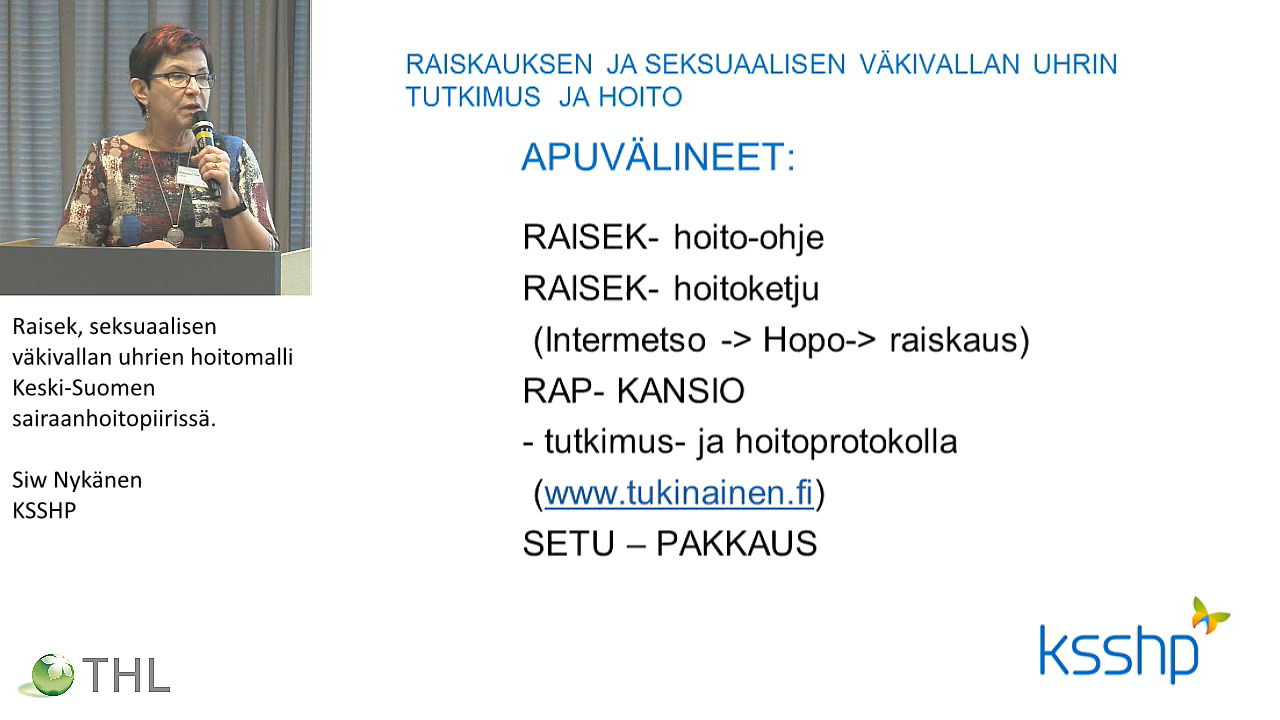 RAISKAUKSEN JA SEKSUAALISEN VÄKIVALLAN UHRIN
TUTKIMUS JA HOITO
APUVÄLINEET:
RAISEK- hoito-ohje
RAISEK- hoitoketju
(Intermetso -> Hopo-> raiskaus)
RAP- KANSIO
- tutkimus- ja hoitoprotokolla
(www.tukinainen.fi)
SETU – PAKKAUS
Raisek, seksuaalisen
väkivallan uhrien hoitomalli
Keski-Suomen
sairaanhoitopiirissä.
Siw Nykänen
KSSHP
THL
ksshp